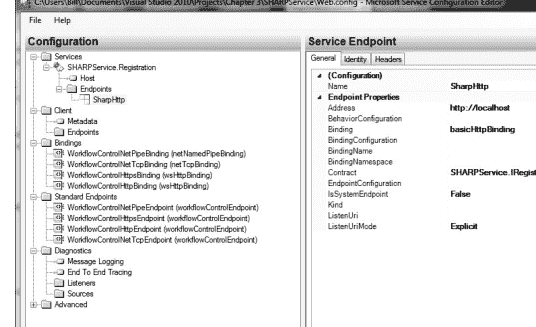 C:\Users\Bill\Documents\Visual Studio 2010\Projects\Chapter 3\SHARPService\Web.config - Microsoft Service Configuration Editor
File Help
Configuration
Services
SHARPService.Registration
Host
Endpoints
SharpHttp
Client
Metadata
Endpoints
Bindings
WorkflowControlNetPipeBinding (netNamedPipeBinding)
WorkflowControlNetTcpBinding (netTcpBinding)
WorkflowControlHttpsBinding (wsHttpBinding)
WorkflowControlHttpBinding (wsHttpBinding)
Standard Endpoints
WorkflowControlNetPipeEndpoint (workflowControlEndpoint)
WorkflowControlHttpsEndpoint (workflowControlEndpoint)
WorkflowControlHttpEndpoint (workflowControlEndpoint)
WorkflowControlNetTcpEndpoint (workflowControlEndpoint)
Diagnostics
Message Logging
End To End Tracing
Listeners
Sources
Advanced
Service Endpoint
General Identity Headers
(Configuration)
Name SharpHttp
Endpoint Properties
Address http://localhost
BehaviorConfiguration
Binding basicHttpBinding
BindingConfiguration
BindingName
BindingNamespace
Contract SHARPService.IRegist
EndpointConfiguration
IsSystemEndpoint False
Kind
ListenUri
ListenUriMode Explicit